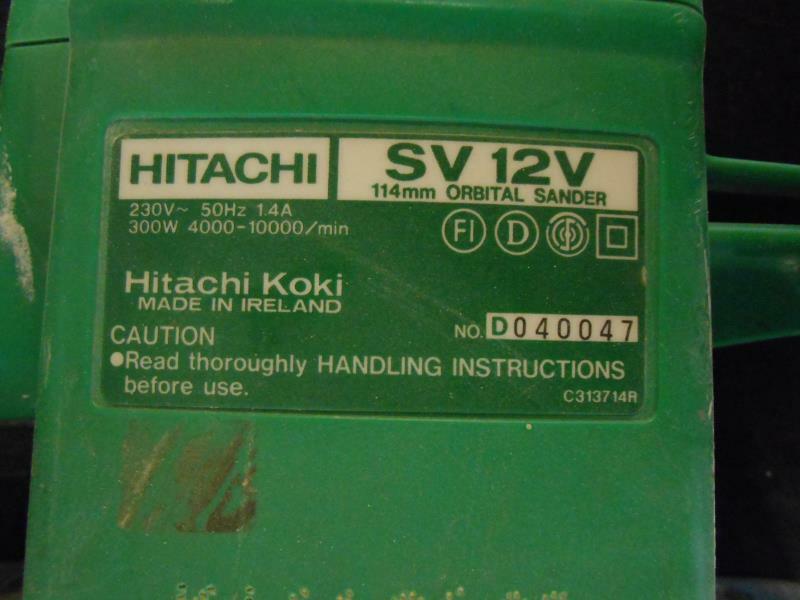 HITACHI
SV 12V
114mm ORBITAL SANDER
230V~ 50Hz 1.4A
300W 4000-10000/min
FI D S
Hitachi Koki
MADE IN IRELAND
NO. D040047
CAUTION
●Read thoroughly HANDLING INSTRUCTIONS
before use.
C313714R